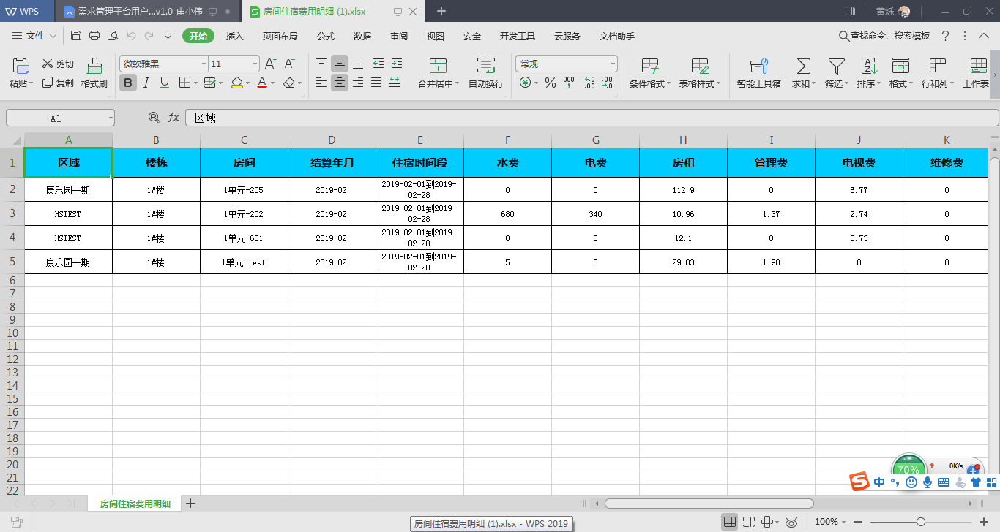 WPS 需求管理平台用户...v1.0-申小伟 房间住宿费用明细 (1).xlsx 黄烁
文件 开始 插入 页面布局 公式 数据 审阅 视图 安全 开发工具 云服务 文档助手 查找命令、搜索模板
剪切 微软雅黑 11 常规
粘贴 复制 格式刷 合并居中 自动换行 条件格式 表格样式 智能工具箱 求和 筛选 排序 格式 行和列 工作表
A1 fx 区域
A B C D E F G H I J K
1 区域 楼栋 房间 结算年月 住宿时间段 水费 电费 房租 管理费 电视费 维修费
2 康乐园一期 1#楼 1单元-205 2019-02 2019-02-01到2019-02-28 0 0 112.9 0 6.77 0
3 HSTEST 1#楼 1单元-202 2019-02 2019-02-01到2019-02-28 680 340 10.96 1.37 2.74 0
4 HSTEST 1#楼 1单元-601 2019-02 2019-02-01到2019-02-28 0 0 12.1 0 0.73 0
5 康乐园一期 1#楼 1单元-test 2019-02 2019-02-01到2019-02-28 5 5 29.03 1.98 0 0
6
7
8
9
10
11
12
13
14
15
16
17
18
19
20
21
22
70% 0K/s
中
房间住宿费用明细
房间住宿费用明细 (1).xlsx - WPS 2019
100%